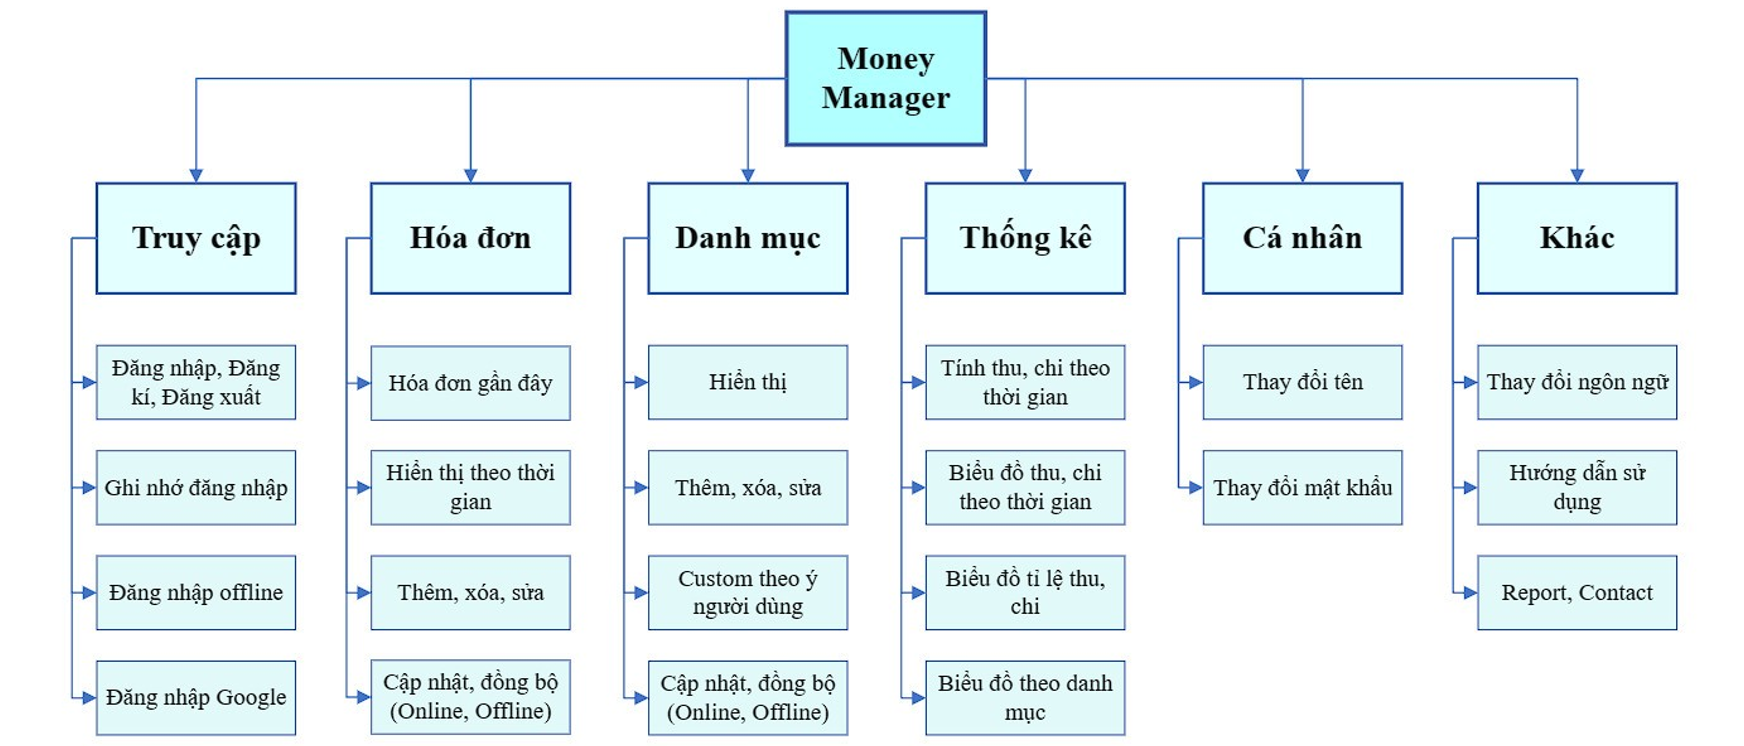 Money
Manager
Truy cập
Hóa đơn
Danh mục
Thống kê
Cá nhân
Khác
Đăng nhập, Đăng
kí, Đăng xuất
Ghi nhớ đăng nhập
Đăng nhập offline
Đăng nhập Google
Hóa đơn gần đây
Hiển thị theo thời
gian
Thêm, xóa, sửa
Cập nhật, đồng bộ
(Online, Offline)
Hiển thị
Thêm, xóa, sửa
Custom theo ý
người dùng
Cập nhật, đồng bộ
(Online, Offline)
Tính thu, chi theo
thời gian
Biểu đồ thu, chi
theo thời gian
Biểu đồ tỉ lệ thu,
chi
Biểu đồ theo danh
mục
Thay đổi tên
Thay đổi mật khẩu
Thay đổi ngôn ngữ
Hướng dẫn sử
dụng
Report, Contact